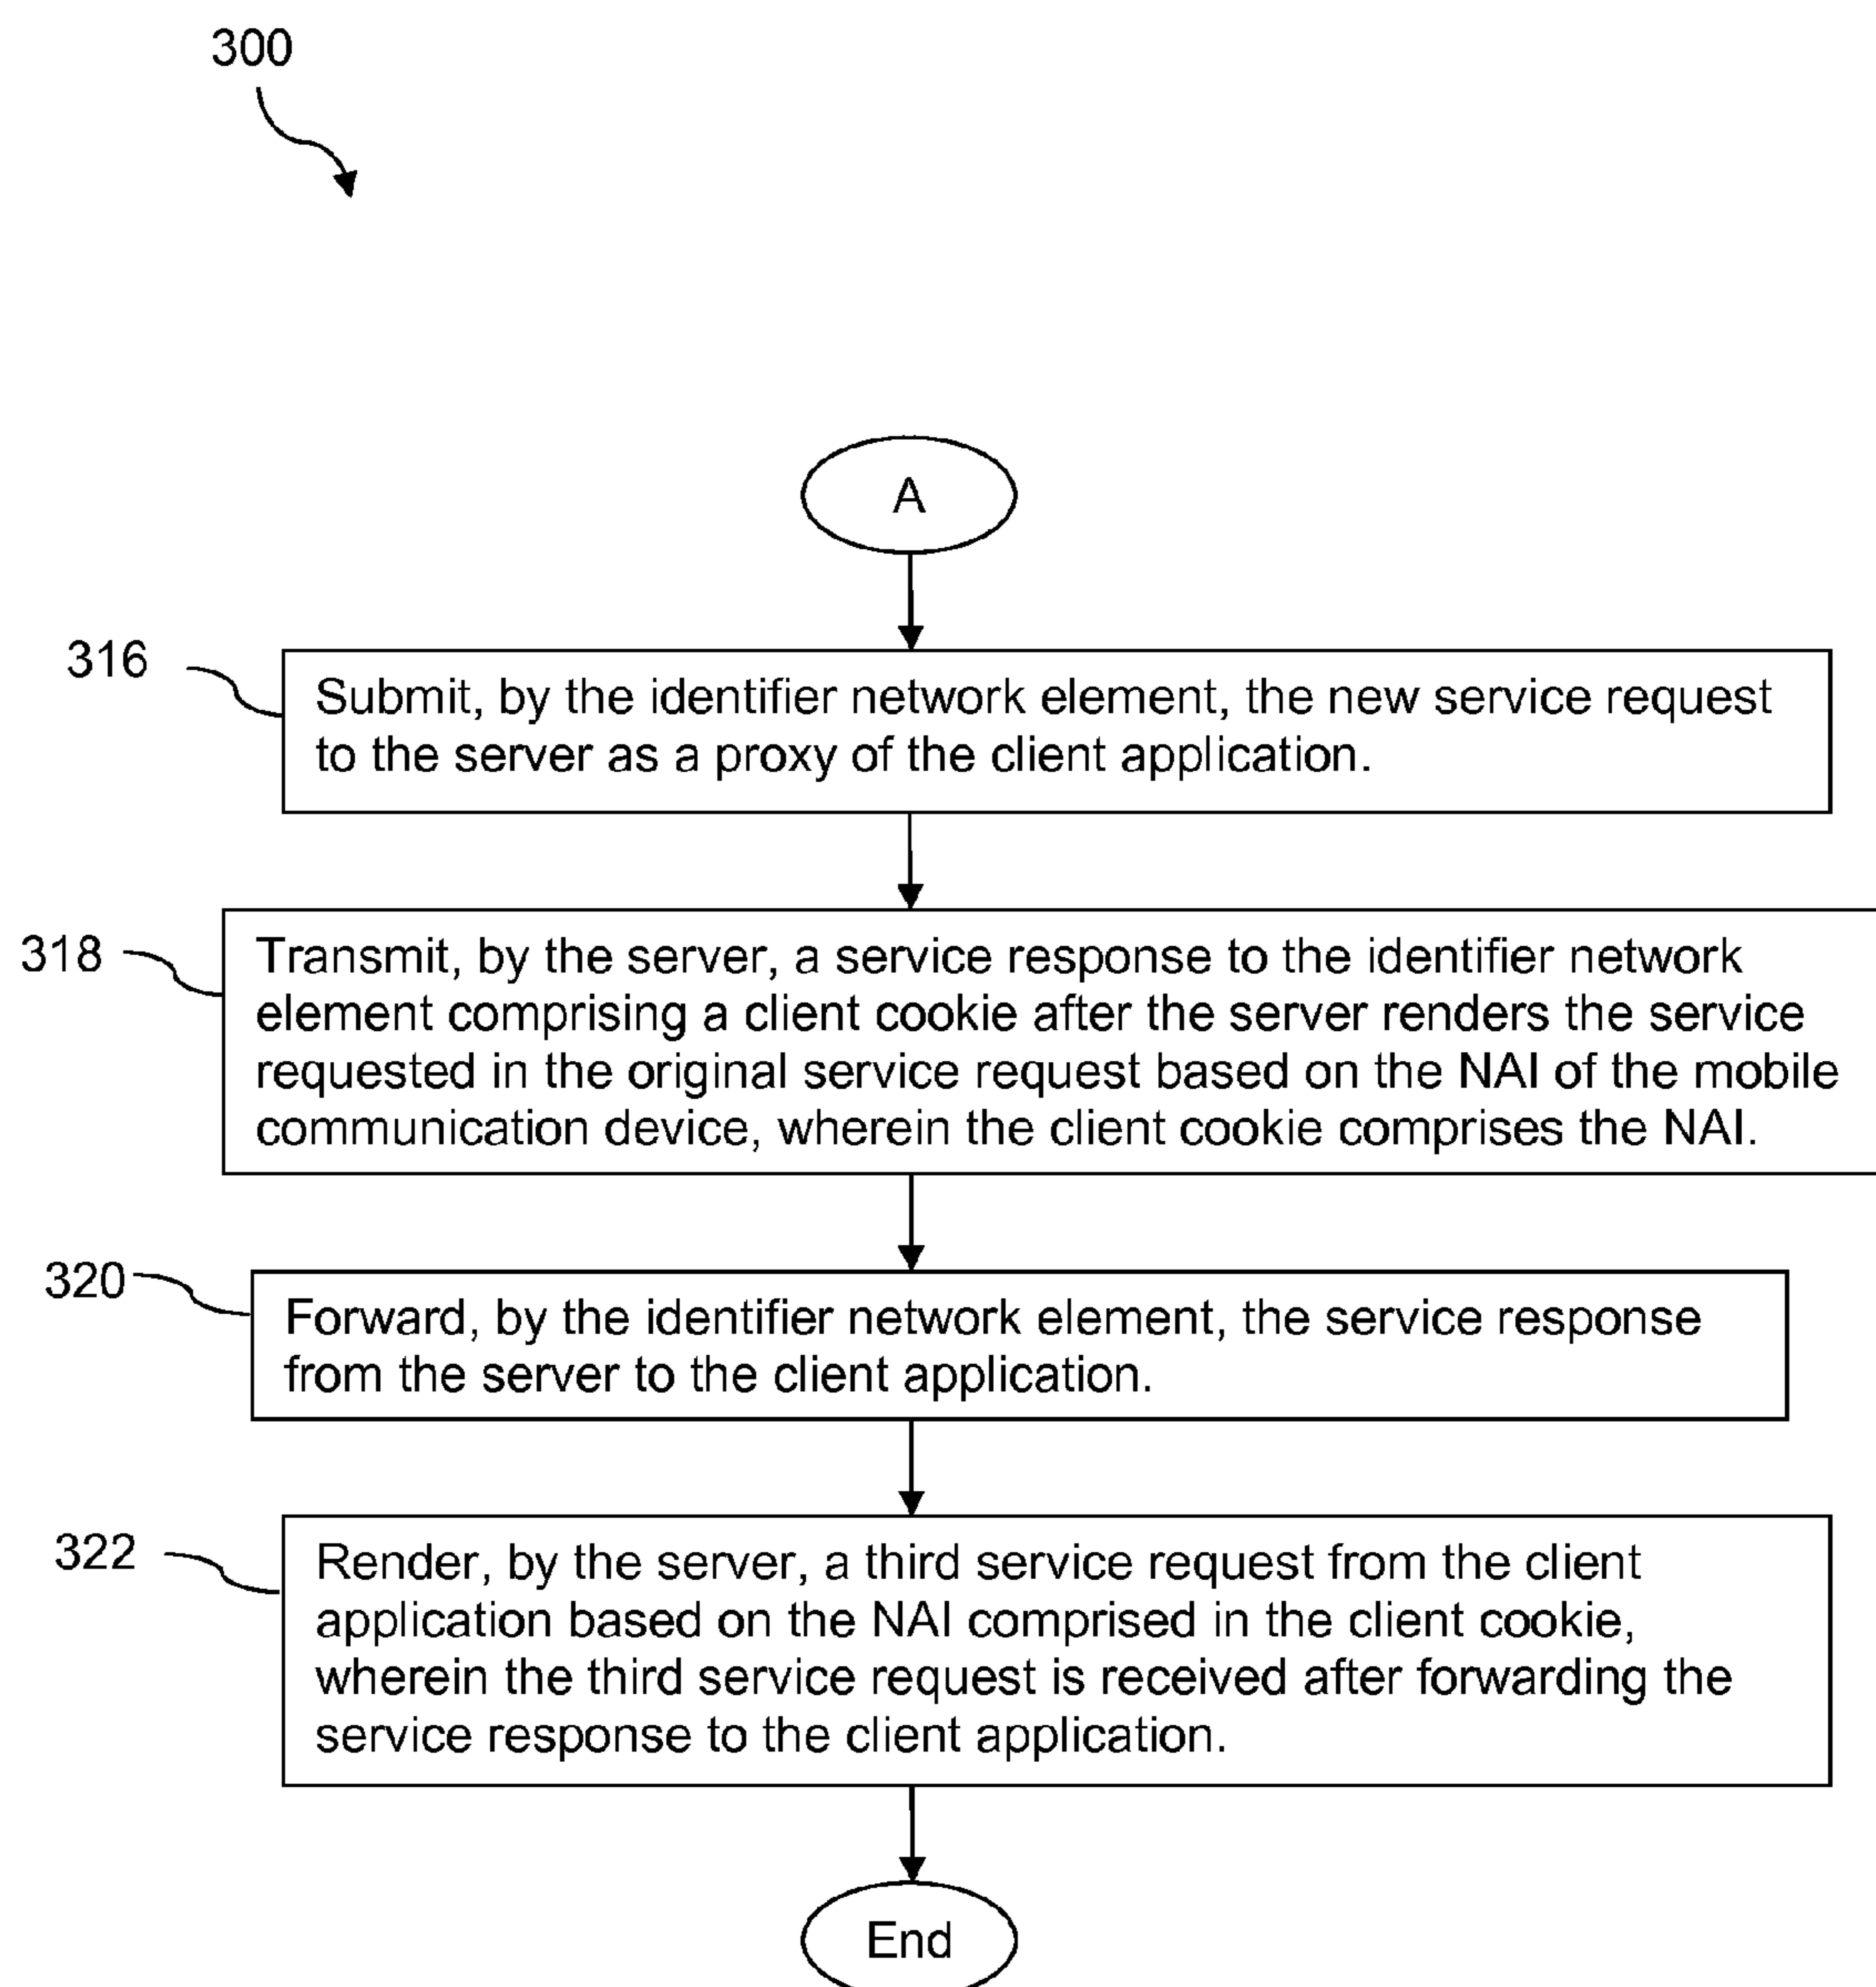 300
A
316
Submit, by the identifier network element, the new service request
to the server as a proxy of the client application.
318
Transmit, by the server, a service response to the identifier network
element comprising a client cookie after the server renders the service
requested in the original service request based on the NAI of the mobile
communication device, wherein the client cookie comprises the NAI.
320
Forward, by the identifier network element, the service response
from the server to the client application.
322
Render, by the server, a third service request from the client
application based on the NAI comprised in the client cookie,
wherein the third service request is received after forwarding the
service response to the client application.
End